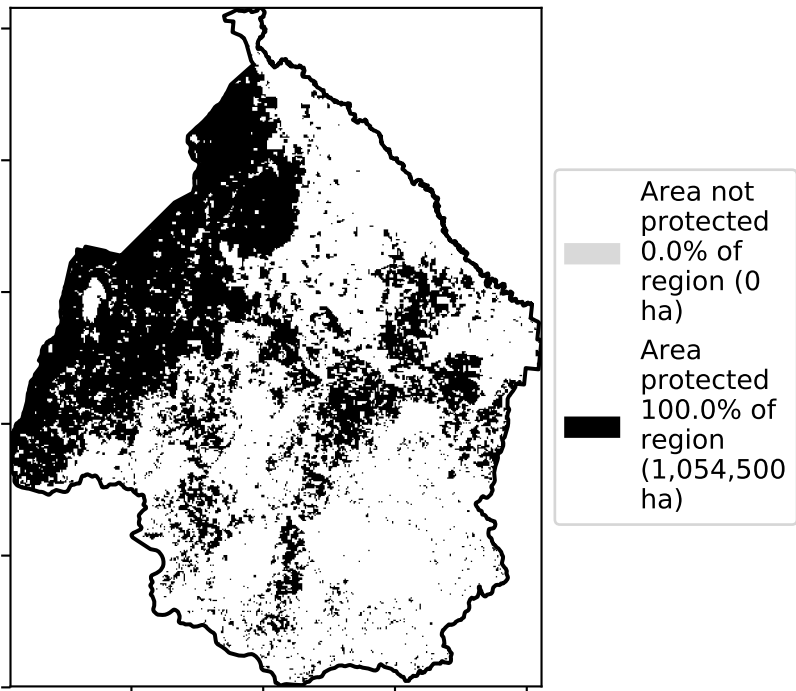 Area not
protected
0.0% of
region (0
ha)
Area
protected
100.0% of
region
(1,054,500
ha)